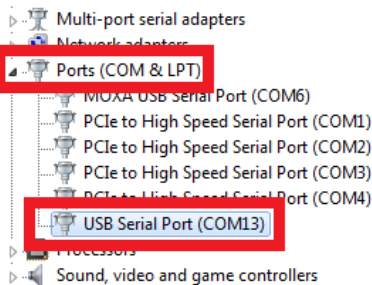 Multi-port serial adapters
Network adapters
Ports (COM & LPT)
MOXA USB Serial Port (COM6)
PCIe to High Speed Serial Port (COM1)
PCIe to High Speed Serial Port (COM2)
PCIe to High Speed Serial Port (COM3)
PCIe to High Speed Serial Port (COM4)
USB Serial Port (COM13)
Processors
Sound, video and game controllers